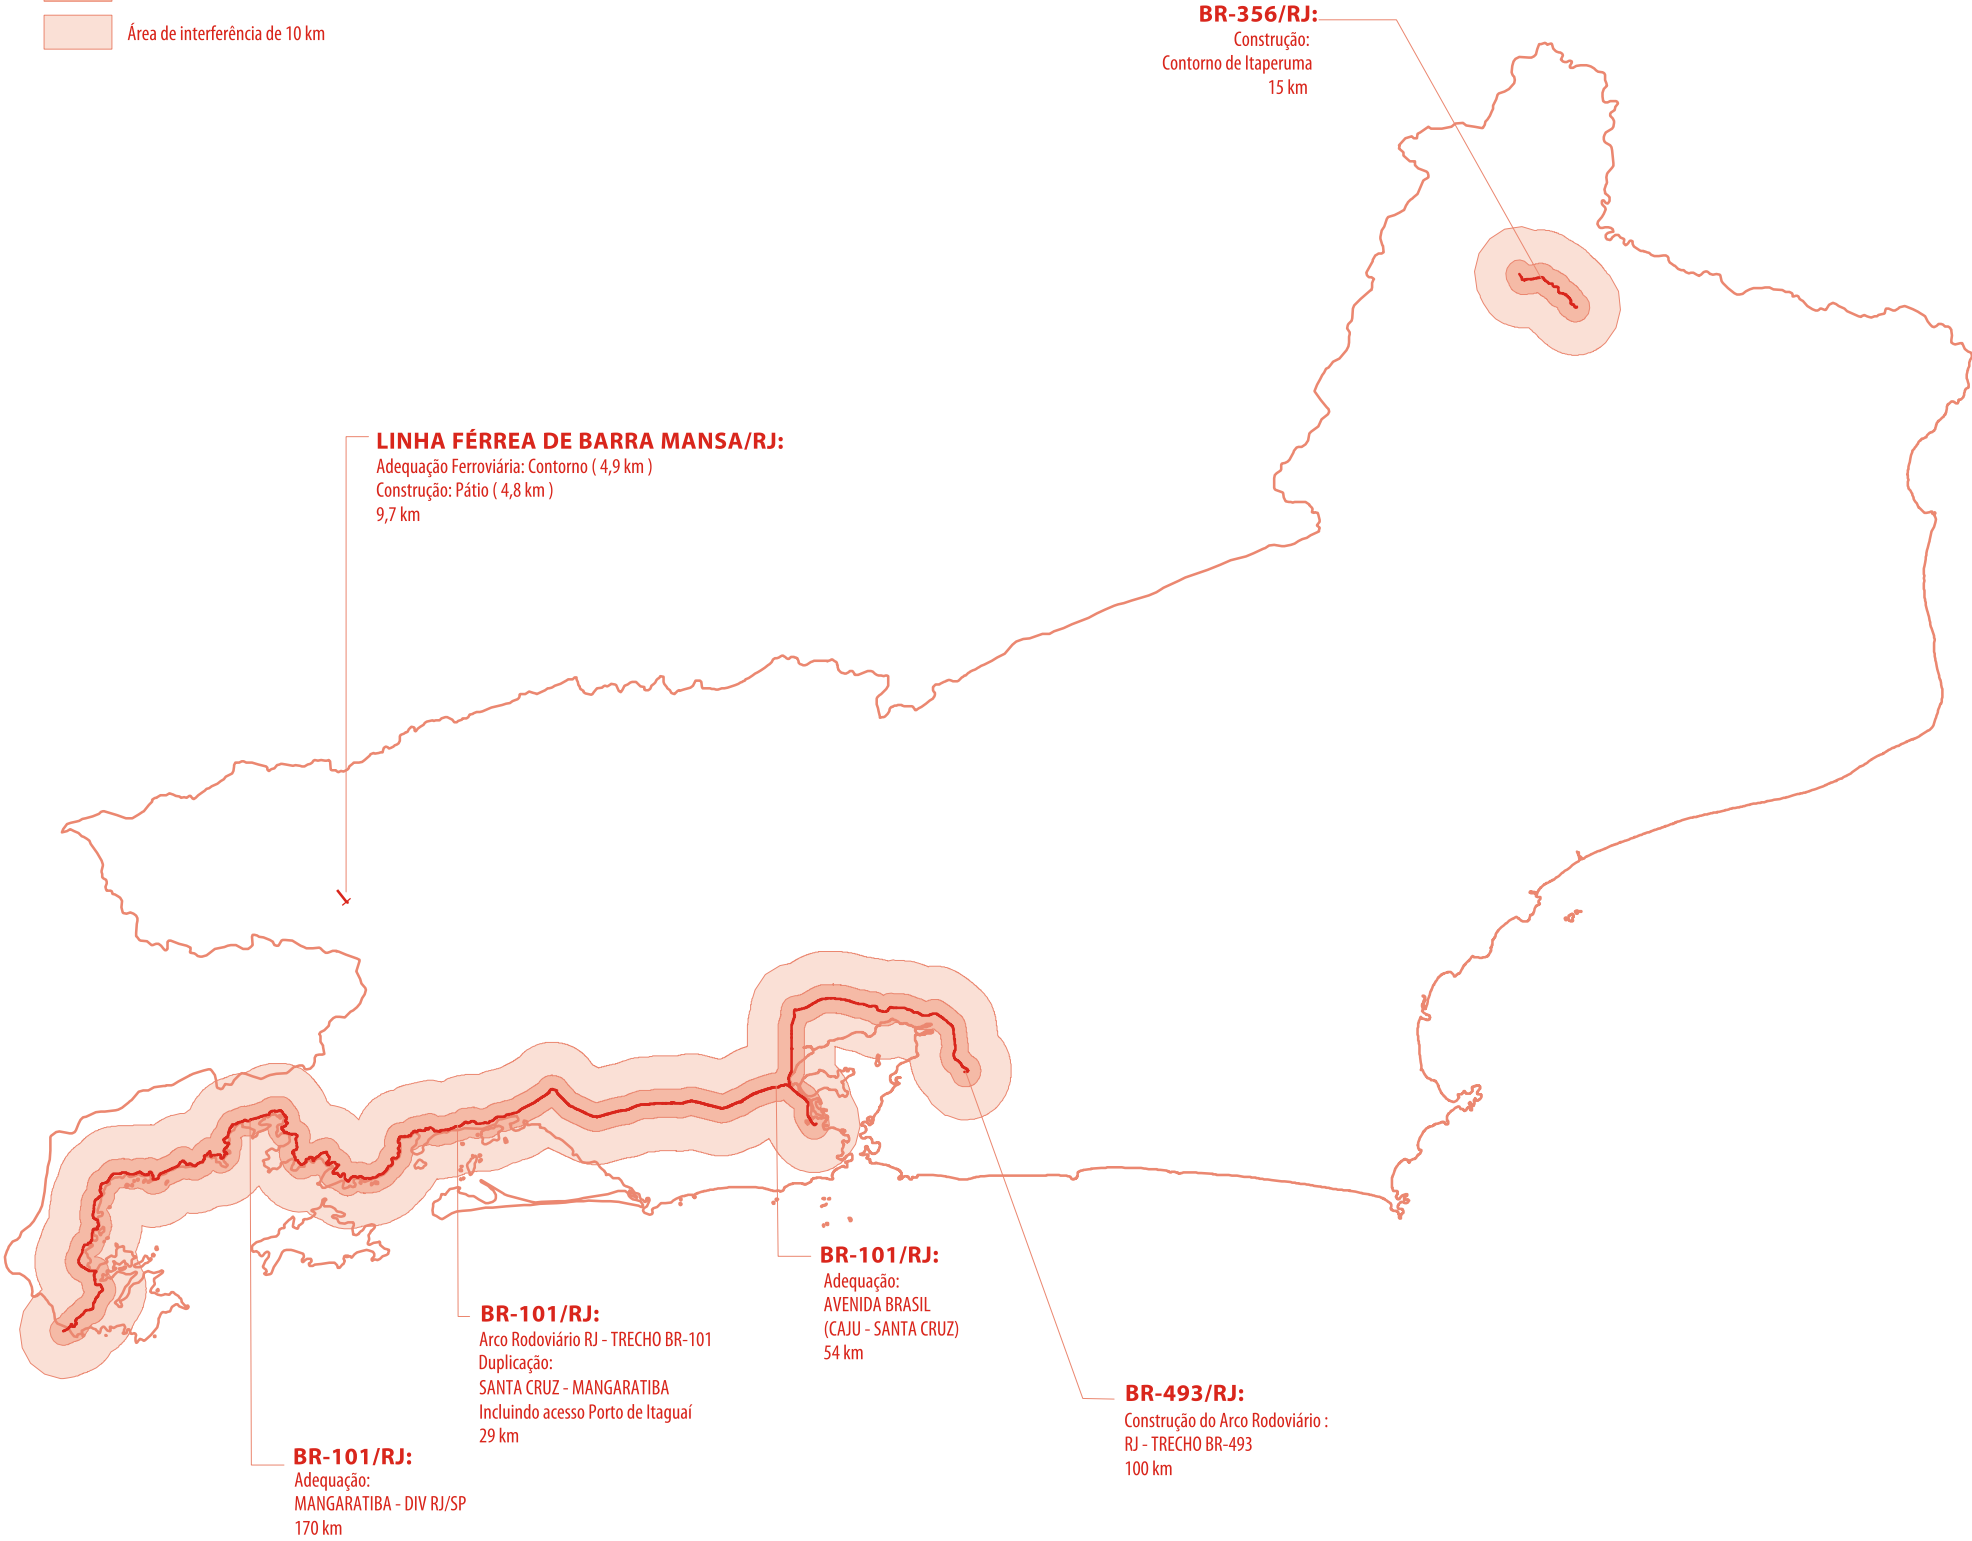 Área de interferência de 10 km
BR-356/RJ:
Construção:
Contorno de Itaperuma
15 km
LINHA FÉRREA DE BARRA MANSA/RJ:
Adequação Ferroviária: Contorno ( 4,9 km )
Construção: Pátio ( 4,8 km )
9,7 km
BR-101/RJ:
Adequação:
AVENIDA BRASIL
(CAJU - SANTA CRUZ)
54 km
BR-101/RJ:
Arco Rodoviário RJ - TRECHO BR-101
Duplicação:
SANTA CRUZ - MANGARATIBA
Incluindo acesso Porto de Itaguaí
29 km
BR-493/RJ:
Construção do Arco Rodoviário :
RJ - TRECHO BR-493
100 km
BR-101/RJ:
Adequação:
MANGARATIBA - DIV RJ/SP
170 km